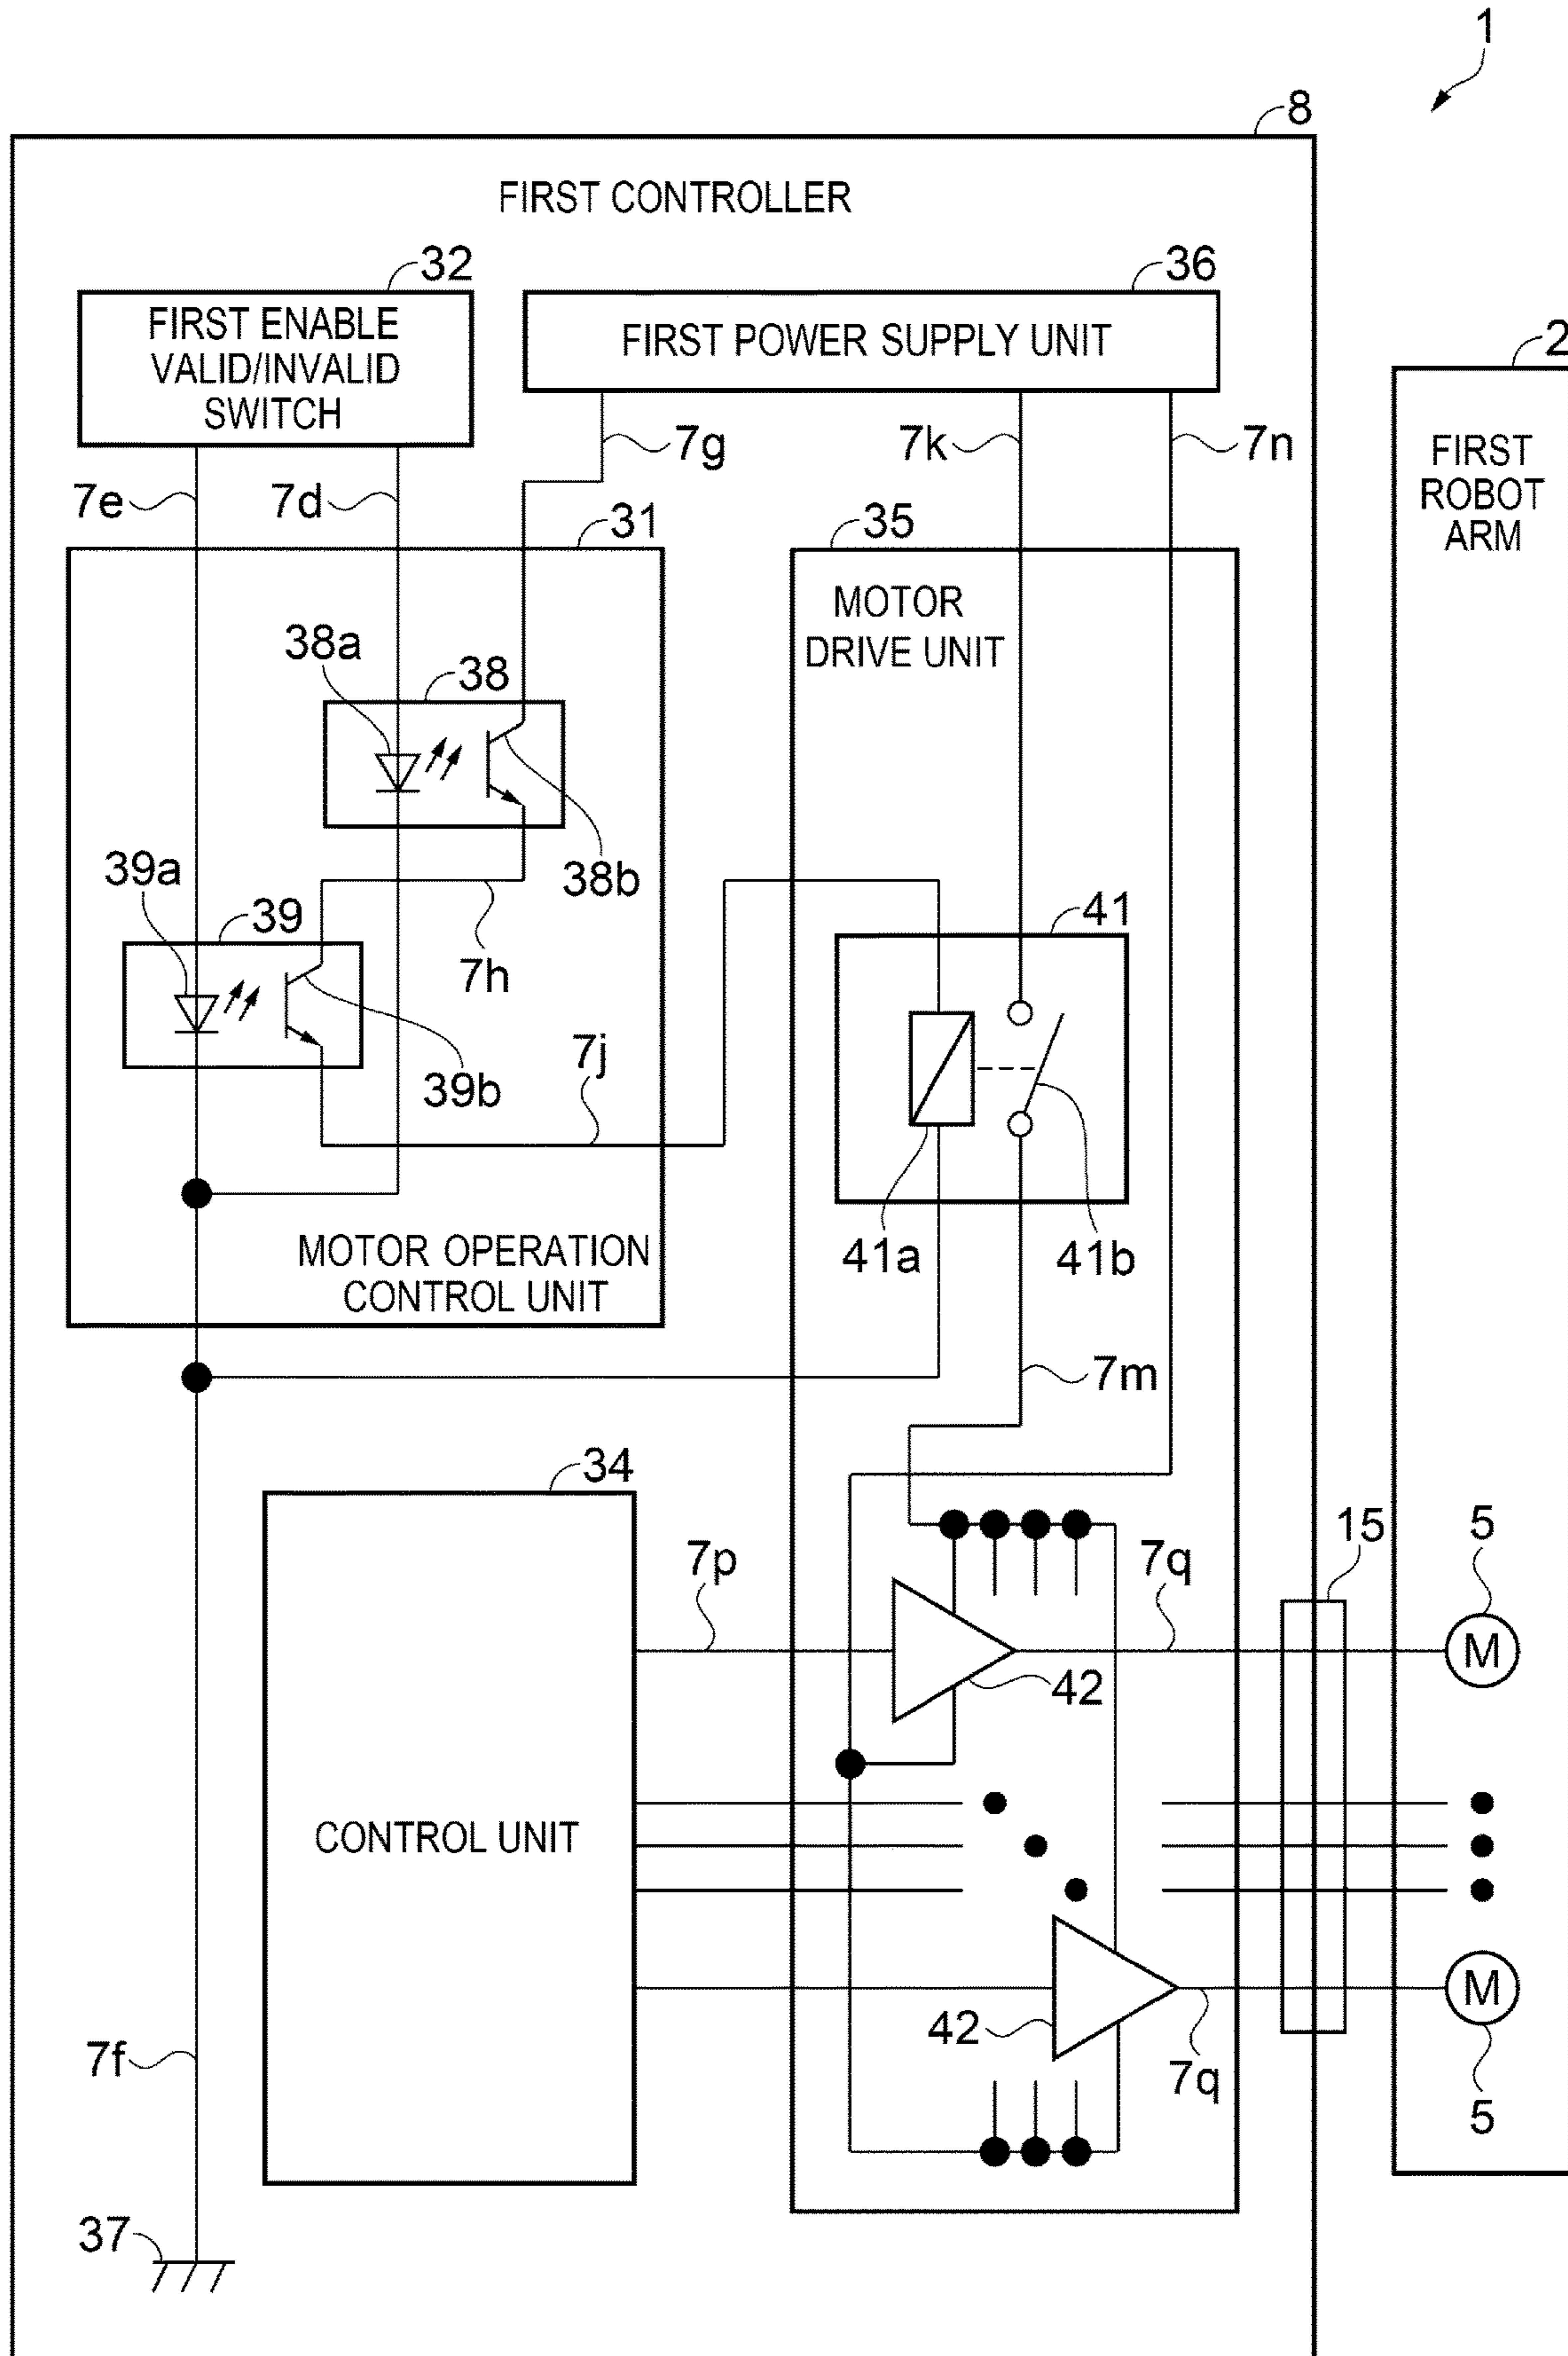 1
8
FIRST CONTROLLER
32
36
FIRST ENABLE
VALID/INVALID
SWITCH
FIRST POWER SUPPLY UNIT
2
7e
7d
7g
7k
7n
FIRST
ROBOT
ARM
31
35
MOTOR
DRIVE UNIT
38a
38
38b
39a
39
7h
41
39b
7j
41a
41b
MOTOR OPERATION
CONTROL UNIT
7m
34
7p
7q
15
5
M
42
CONTROL UNIT
M
42
7q
7f
5
37